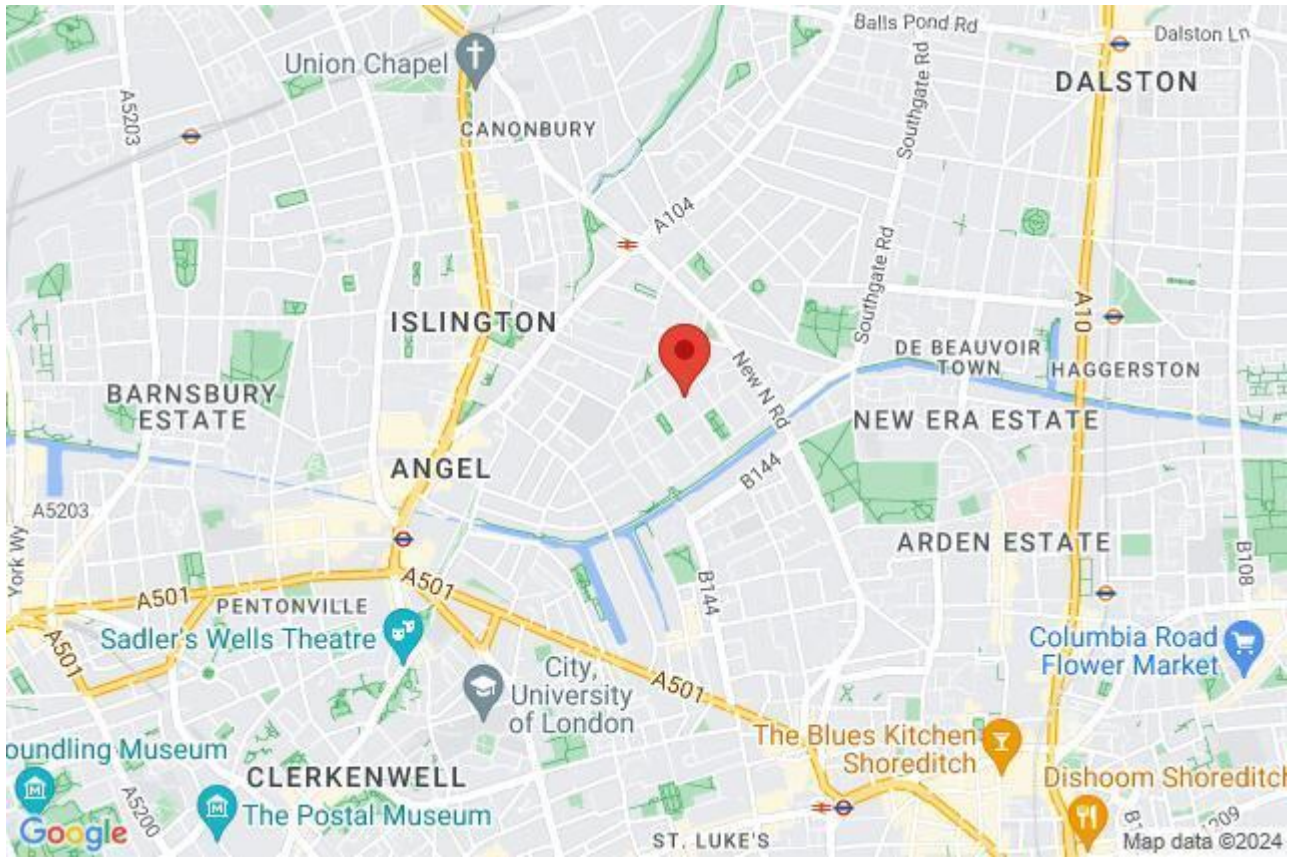 Balls Pond Rd
Dalston Ln
Union Chapel
DALSTON
A5203
CANONBURY
Southgate Rd
A104
ISLINGTON
Southgate Rd
A10
DE BEAUVOIR
TOWN
HAGGERSTON
New N Rd
BARNSBURY
ESTATE
NEW ERA ESTATE
ANGEL
B144
A5203
York Wy
ARDEN ESTATE
B108
A501
A501
B144
PENTONVILLE
Sadler's Wells Theatre
A501
Columbia Road
Flower Market
City,
University
of London
A501
The Blues Kitchen
Shoreditch
oundling Museum
CLERKENWELL
Dishoom Shoreditch
A5200
The Postal Museum
1209
Google
ST. LUKE'S
Map data ©2024